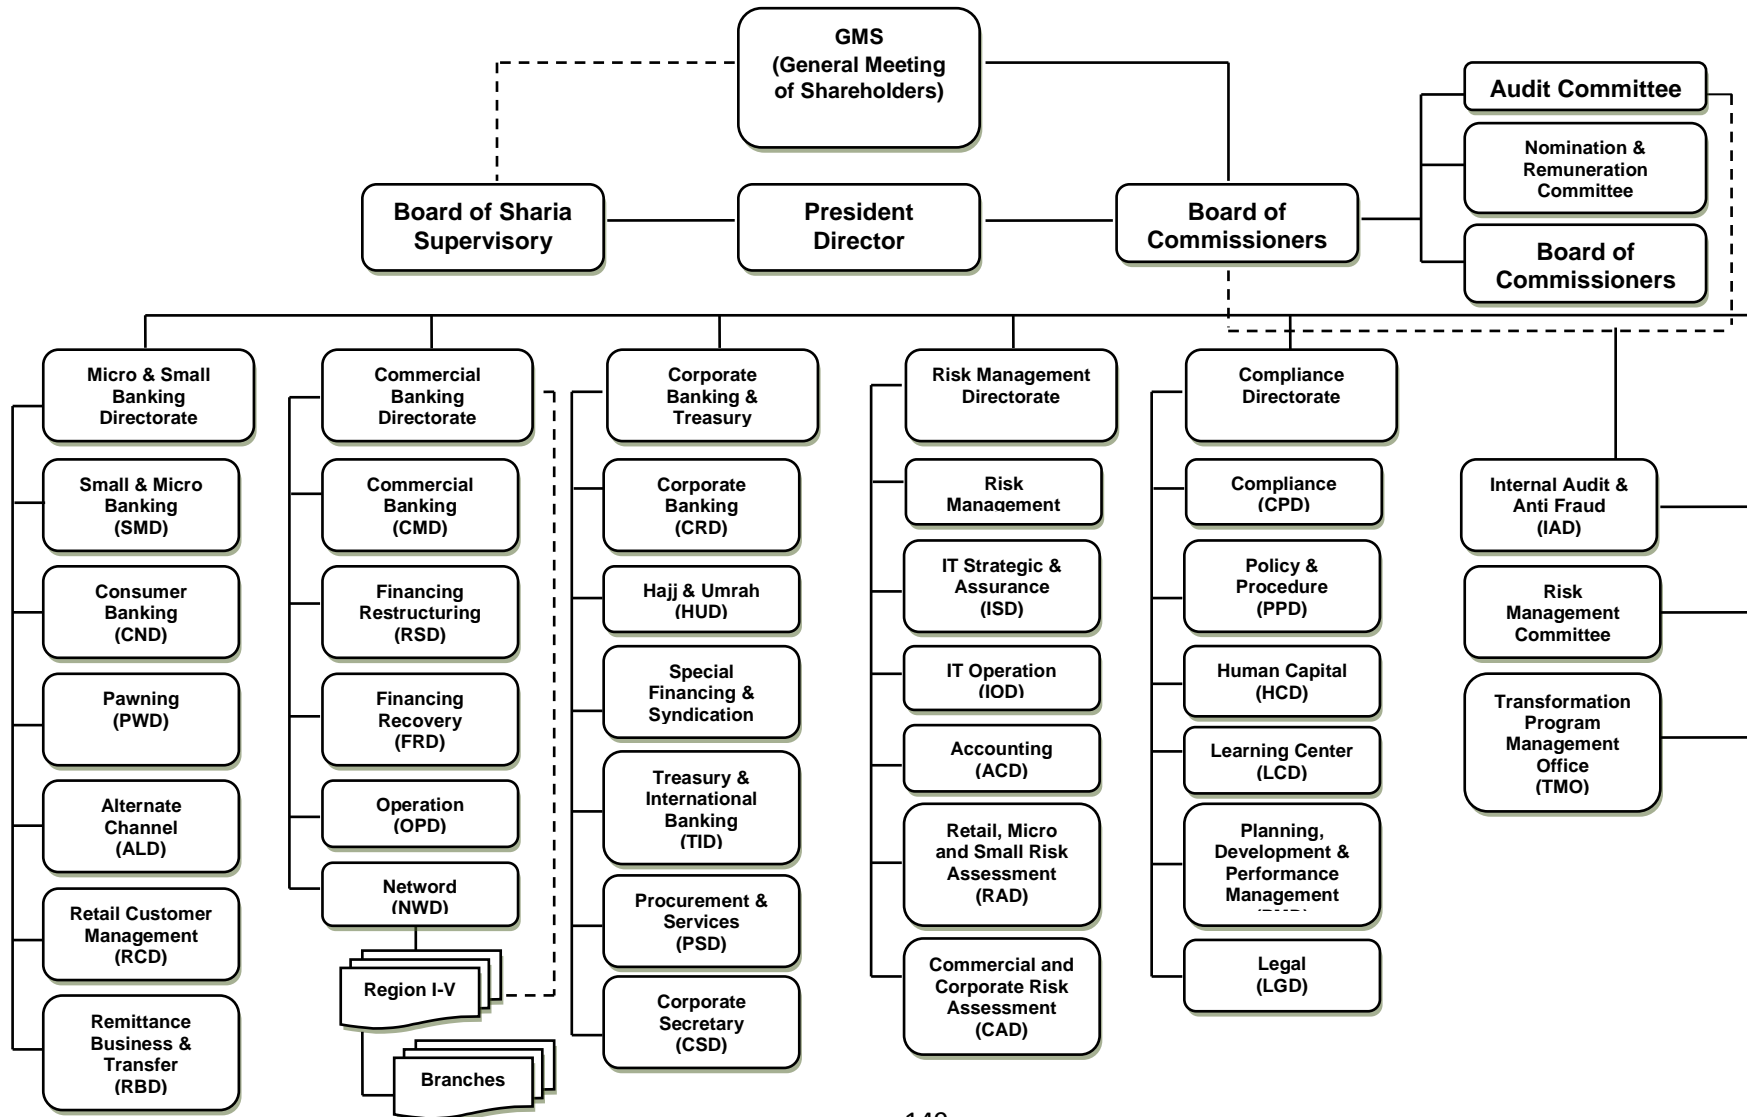 GMS
(General Meeting
of Shareholders)
Audit Committee
Nomination &
Remuneration
Committee
Board of
Commissioners
Board of Sharia
Supervisory
President
Director
Board of
Commissioners
Micro & Small
Banking
Directorate
Small & Micro
Banking
(SMD)
Consumer
Banking
(CND)
Pawning
(PWD)
Alternate
Channel
(ALD)
Retail Customer
Management
(RCD)
Remittance
Business &
Transfer
(RBD)
Commercial
Banking
Directorate
Commercial
Banking
(CMD)
Financing
Restructuring
(RSD)
Financing
Recovery
(FRD)
Operation
(OPD)
Netword
(NWD)
Region I-V
Branches
Corporate
Banking &
Treasury
Corporate
Banking
(CRD)
Hajj & Umrah
(HUD)
Special
Financing &
Syndication
Treasury &
International
Banking
(TID)
Procurement &
Services
(PSD)
Corporate
Secretary
(CSD)
Risk Management
Directorate
Risk
Management
IT Strategic &
Assurance
(ISD)
IT Operation
(IOD)
Accounting
(ACD)
Retail, Micro
and Small Risk
Assessment
(RAD)
Commercial and
Corporate Risk
Assessment
(CAD)
Compliance
Directorate
Compliance
(CPD)
Policy &
Procedure
(PPD)
Human Capital
(HCD)
Learning Center
(LCD)
Planning,
Development &
Performance
Management
Legal
(LGD)
Internal Audit &
Anti Fraud
(IAD)
Risk
Management
Committee
Transformation
Program
Management
Office
(TMO)